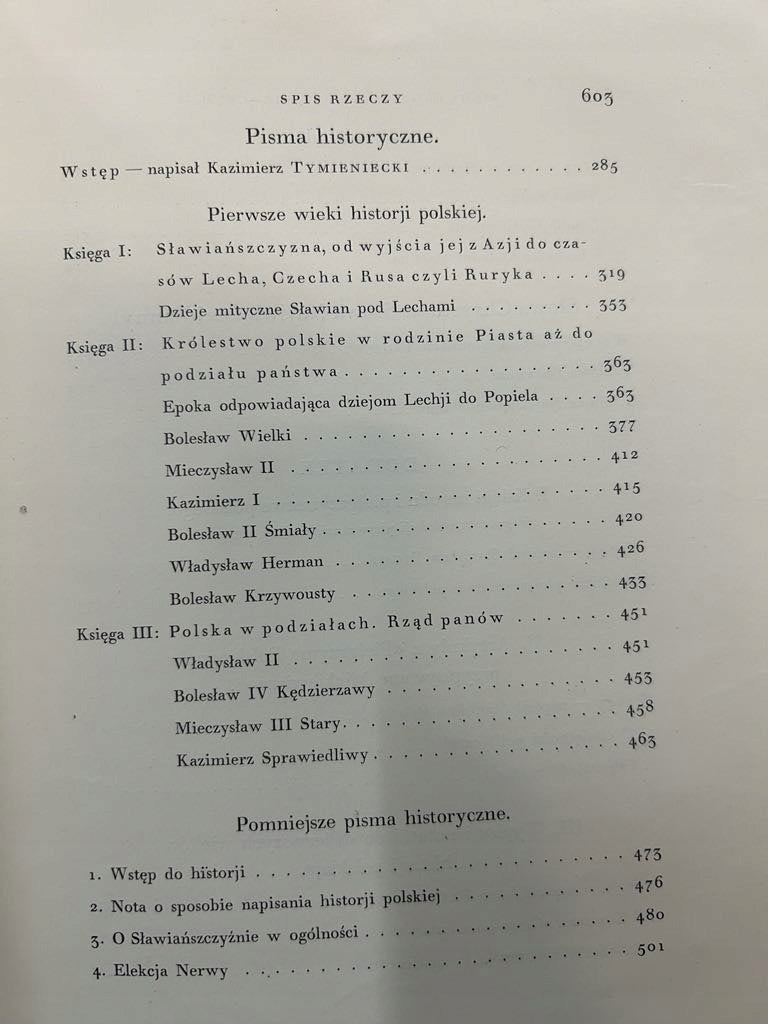 SPIS RZECZY 603
Pisma historyczne.
Wstęp — napisał Kazimierz TYMIENIECKI . . . . . . . . . . . . 285
Pierwsze wieki historji polskiej.
Księga I: Sławiańszczyzna, od wyjścia jej z Azji do cza-
sów Lecha, Czecha i Rusa czyli Ruryka . . . . 319
Dzieje mityczne Sławian pod Lechami . . . . . . . . . 353
Księga II: Królestwo polskie w rodzinie Piasta aż do
podziału państwa . . . . . . . . . . . . . . . . . . 363
Epoka odpowiadająca dziejom Lechji do Popiela . . . . 363
Bolesław Wielki . . . . . . . . . . . . . . . . . . . . . 377
Mieczysław II . . . . . . . . . . . . . . . . . . . . . . 412
Kazimierz I . . . . . . . . . . . . . . . . . . . . . . . 415
Bolesław II Śmiały . . . . . . . . . . . . . . . . . . . . 420
Władysław Herman . . . . . . . . . . . . . . . . . . . 426
Bolesław Krzywousty . . . . . . . . . . . . . . . . . . 433
Księga III: Polska w podziałach. Rząd panów . . . . . . . 451
Władysław II . . . . . . . . . . . . . . . . . . . . . . 451
Bolesław IV Kędzierzawy . . . . . . . . . . . . . . . . 453
Mieczysław III Stary . . . . . . . . . . . . . . . . . . . 458
Kazimierz Sprawiedliwy . . . . . . . . . . . . . . . . . 463
Pomniejsze pisma historyczne.
1. Wstęp do historji . . . . . . . . . . . . . . . . . . . . . 473
2. Nota o sposobie napisania historji polskiej . . . . . . . . . . . 476
3. O Sławiańszczyźnie w ogólności . . . . . . . . . . . . . . . . 480
4. Elekcja Nerwy . . . . . . . . . . . . . . . . . . . . . . . 501